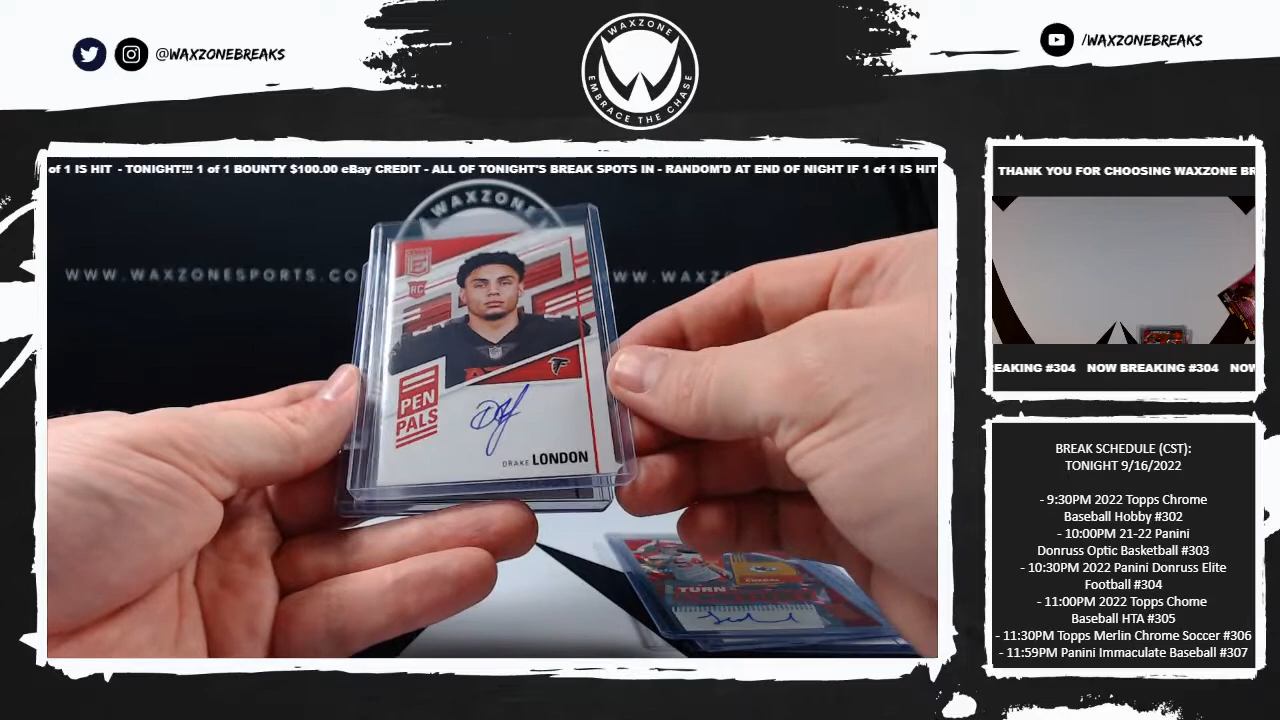 @WAXZONEBREAKS
WAXZONE
EMBRACE THE CHASE
/WAXZONEBREAKS
of 1 IS HIT - TONIGHT!!! 1 of 1 BOUNTY $100.00 eBay CREDIT - ALL OF TONIGHT'S BREAK SPOTS IN - RANDOM'D AT END OF NIGHT IF 1 of 1 IS HIT
WAXZONE
WWW.WAXZONESPORTS.CO
WW.WAXZ
ELITE
RC
PEN
PALS
DRAKE LONDON
TURN
THANK YOU FOR CHOOSING WAXZONE BR
EAKING #304 NOW BREAKING #304 NOW
BREAK SCHEDULE (CST):
TONIGHT 9/16/2022
- 9:30PM 2022 Topps Chrome
Baseball Hobby #302
- 10:00PM 21-22 Panini
Donruss Optic Basketball #303
- 10:30PM 2022 Panini Donruss Elite
Football #304
- 11:00PM 2022 Topps Chome
Baseball HTA #305
- 11:30PM Topps Merlin Chrome Soccer #306
- 11:59PM Panini Immaculate Baseball #307